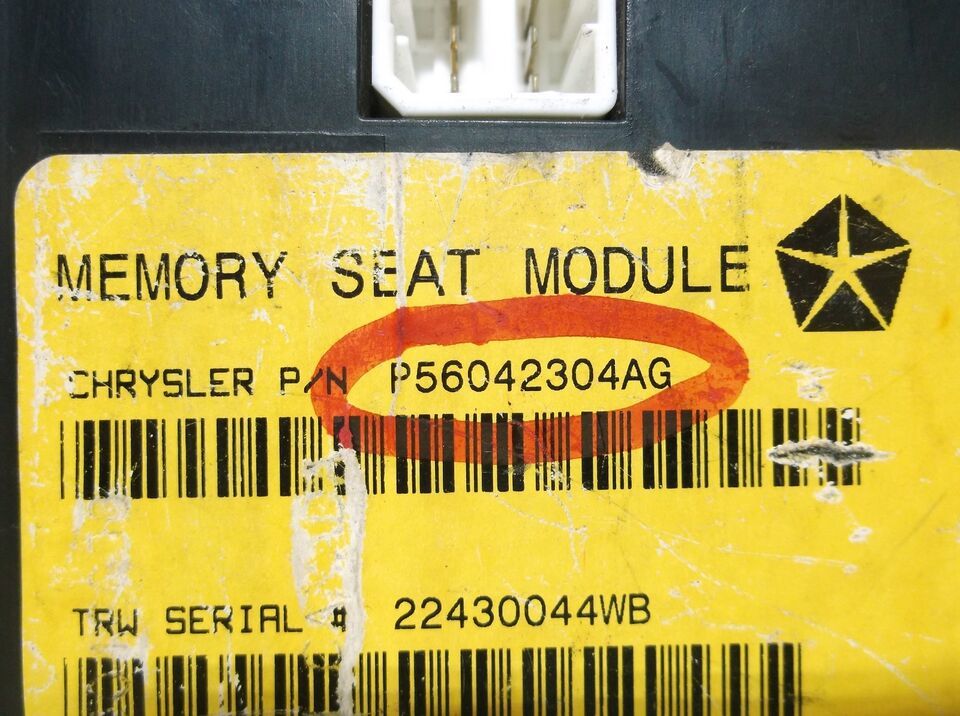 MEMORY SEAT MODULE
CHRYSLER P/N P56042304AG
TRW SERIAL # 22430044WB